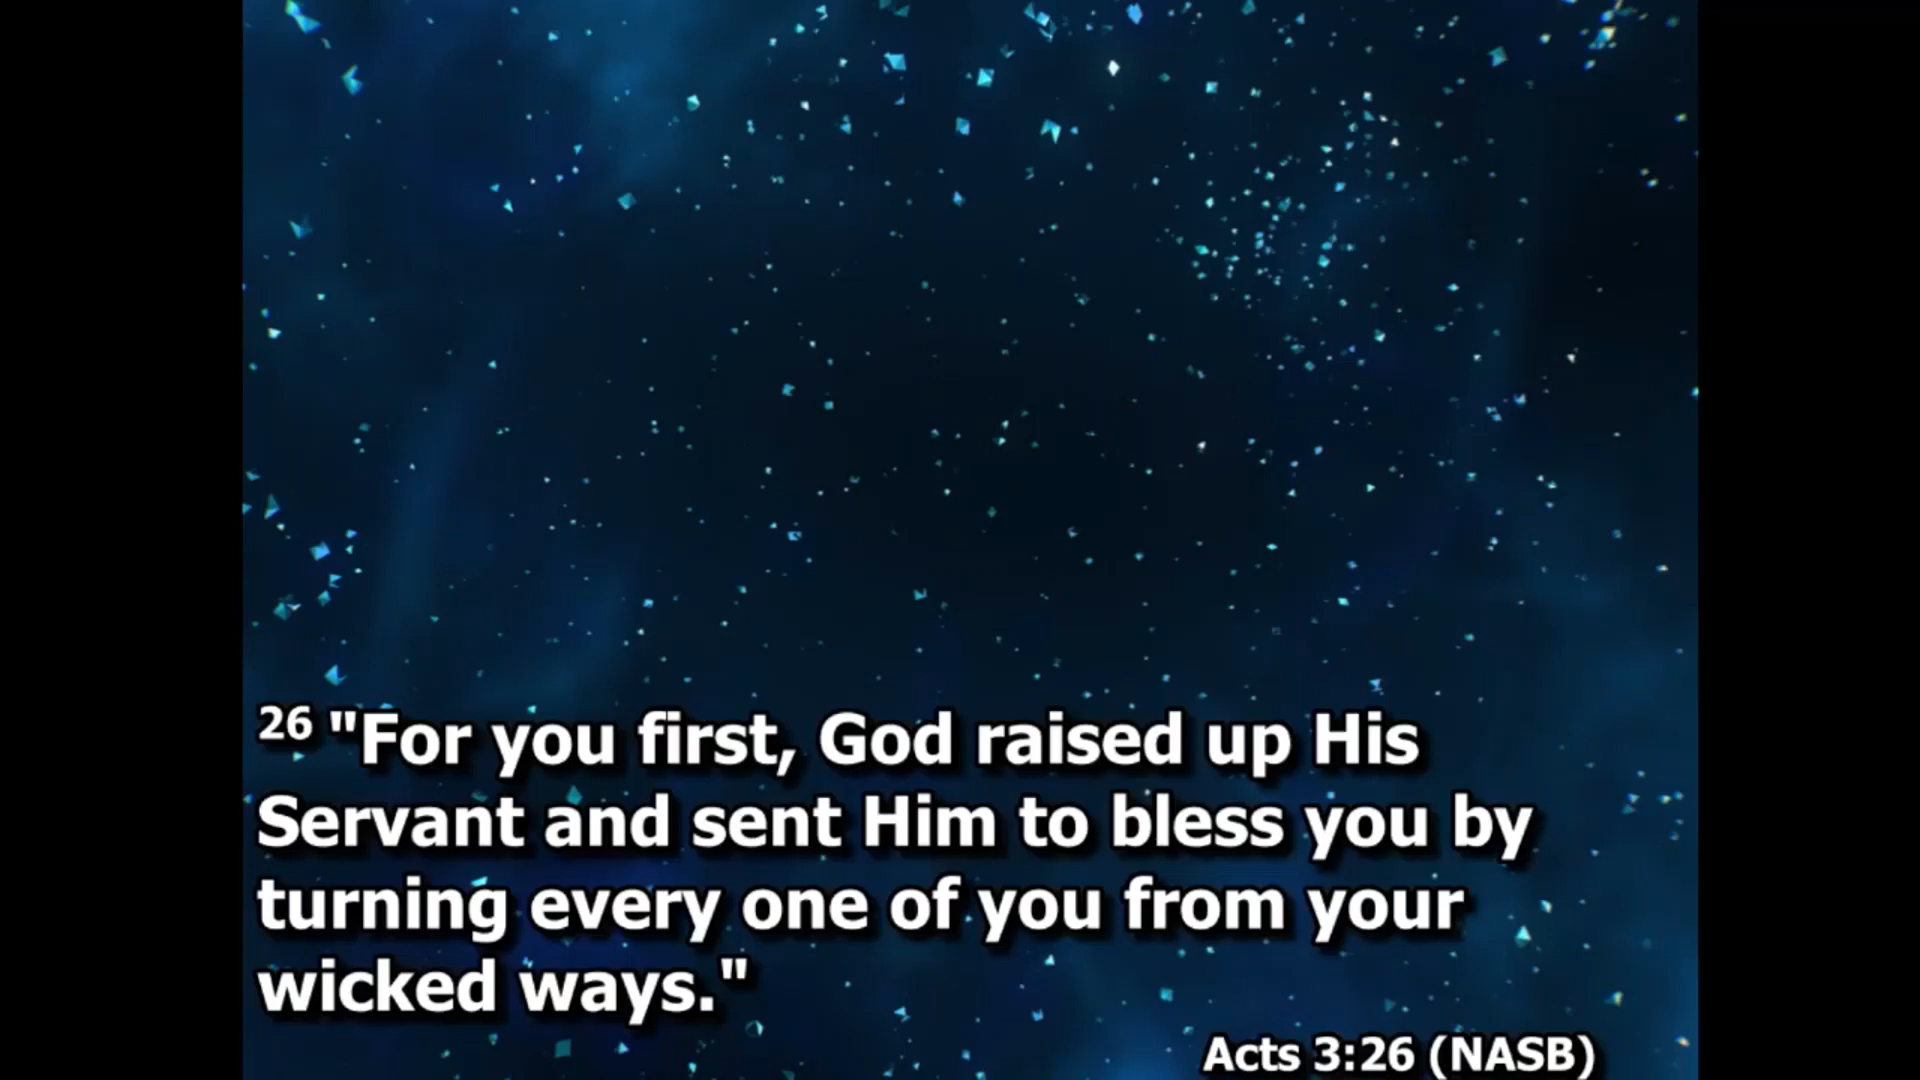 26 "For you first, God raised up His
Servant and sent Him to bless you by
turning every one of you from your
wicked ways."
Acts 3:26 (NASB)